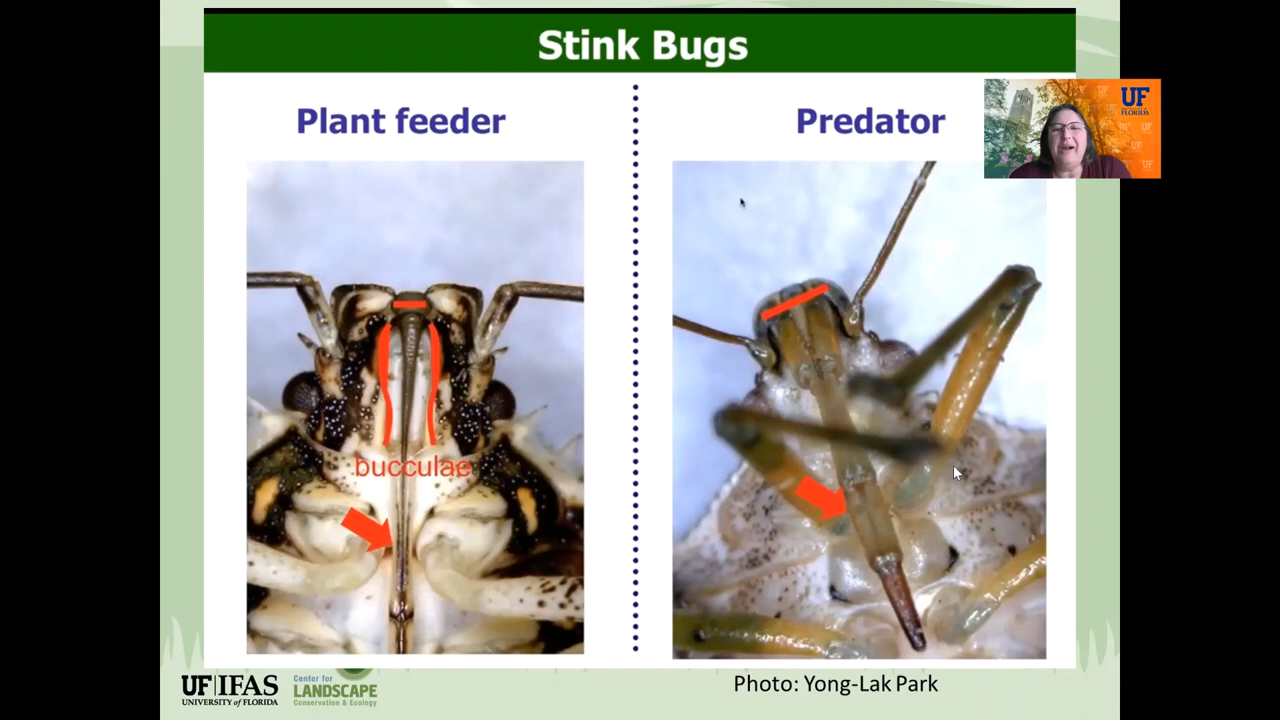 Stink Bugs
Plant feeder
Predator
UF
FLORIDA
bucculae
UF|IFAS
UNIVERSITY of FLORIDA
Center for
LANDSCAPE
Conservation & Ecology
Photo: Yong-Lak Park